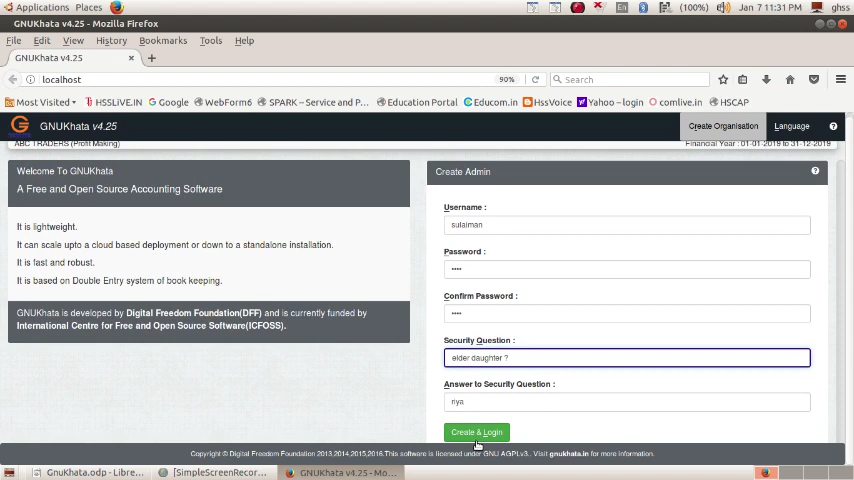 Applications Places (100%) Jan 7 11:31 PM ghss
GNUKhata v4.25 - Mozilla Firefox
File Edit View History Bookmarks Tools Help
GNUKhata v4.25
localhost 90% Search
Most Visited HSSLiVE.IN Google WebForm6 SPARK – Service and P... Education Portal Educom.in HssVoice Yahoo – login comlive.in HSCAP
GNUKhata v4.25 Create Organisation Language
ABC TRADERS (Profit Making) Financial Year : 01-01-2019 to 31-12-2019
Welcome To GNUKhata
A Free and Open Source Accounting Software
It is lightweight.
It can scale upto a cloud based deployment or down to a standalone installation.
It is fast and robust.
It is based on Double Entry system of book keeping.
GNUKhata is developed by Digital Freedom Foundation(DFF) and is currently funded by
International Centre for Free and Open Source Software(ICFOSS).
Create Admin
Username :
sulaiman
Password :
••••
Confirm Password :
••••
Security Question :
elder daughter ?
Answer to Security Question :
riya
Create & Login
Copyright © Digital Freedom Foundation 2013,2014,2015,2016.This software is licensed under GNU AGPLv3.. Visit gnukhata.in for more information.
GnuKhata.odp - Libre... [SimpleScreenRecor... GNUKhata v4.25 - Mo...